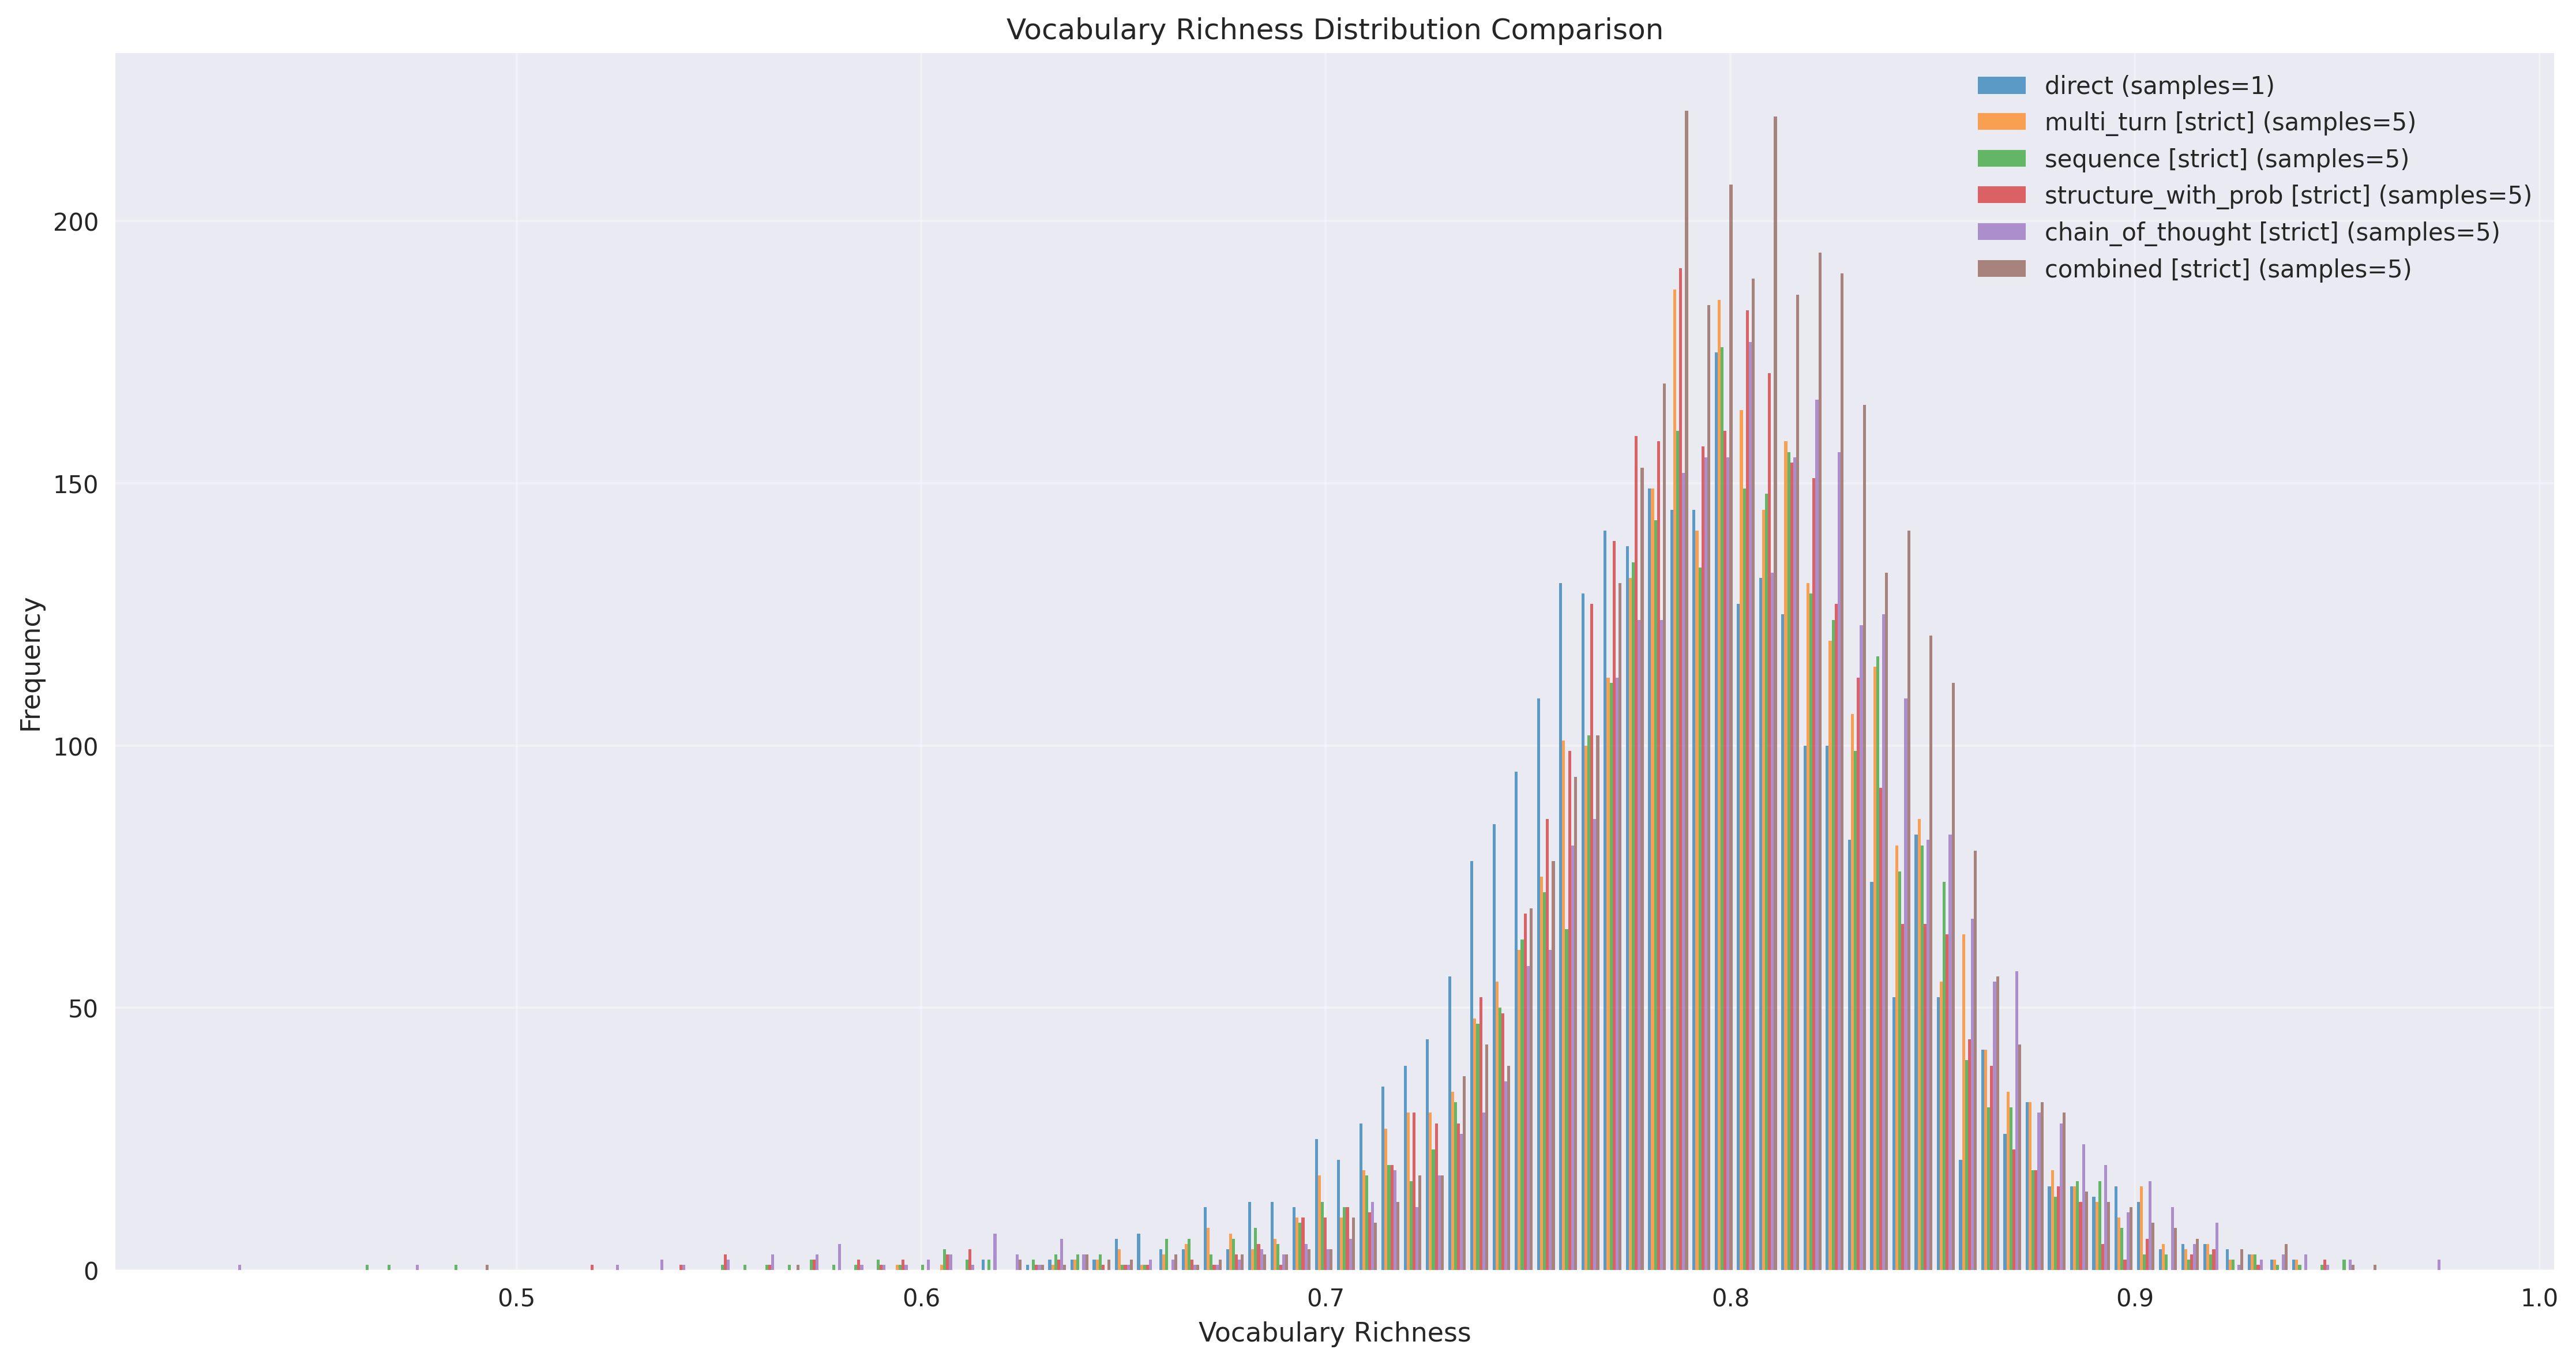 Vocabulary Richness Distribution Comparison
direct (samples=1)
multi_turn [strict] (samples=5)
sequence [strict] (samples=5)
structure_with_prob [strict] (samples=5)
chain_of_thought [strict] (samples=5)
combined [strict] (samples=5)
Frequency
200
150
100
50
0
0.5 0.6 0.7 0.8 0.9 1.0
Vocabulary Richness